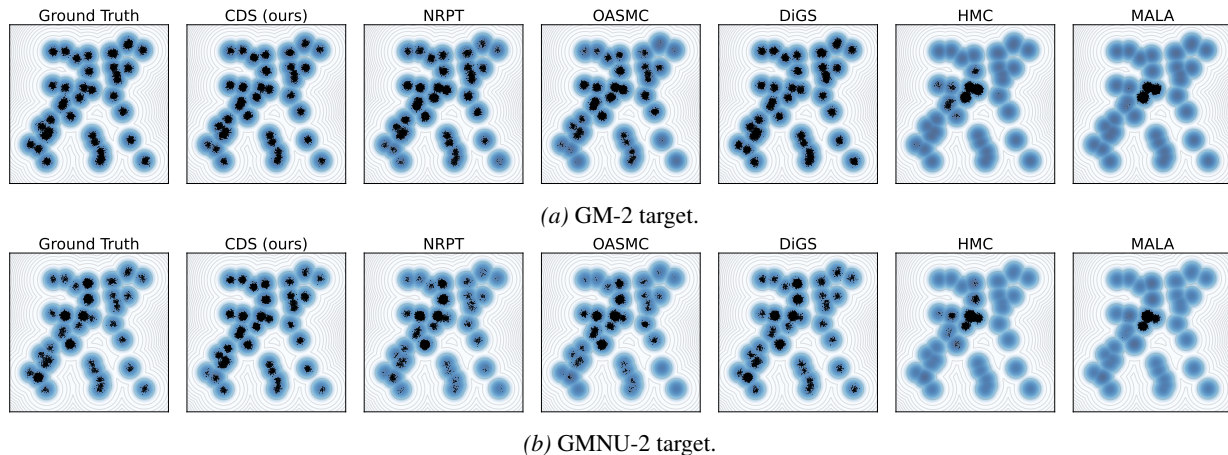 Ground Truth CDS (ours) NRPT OASMC DiGS HMC MALA
(a) GM-2 target.
Ground Truth CDS (ours) NRPT OASMC DiGS HMC MALA
(b) GMNU-2 target.